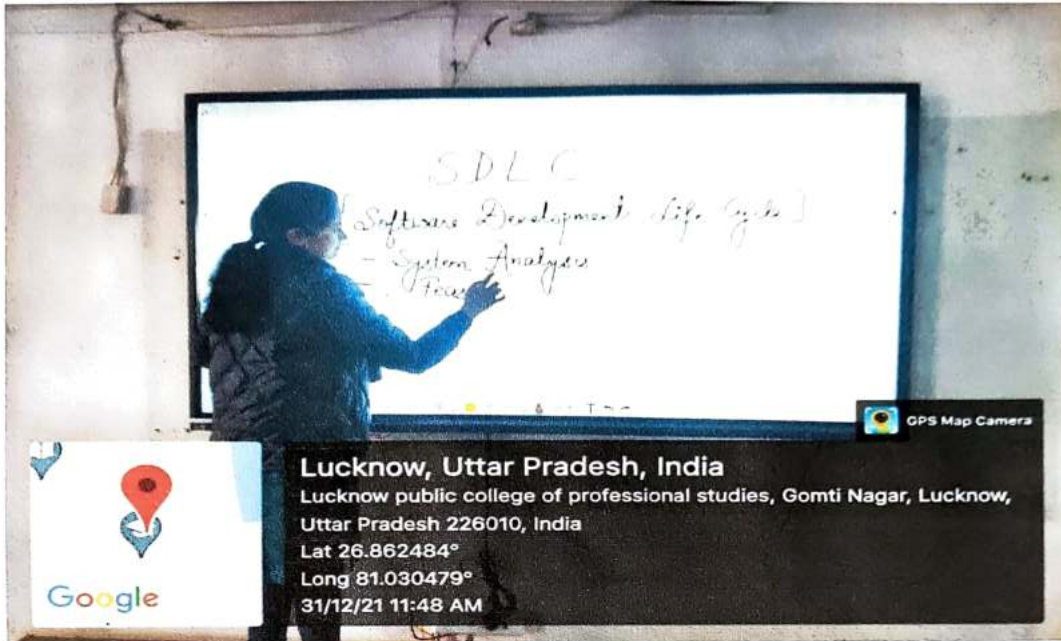 SDLC
[Software Development Life Cycle]
- System Analysis
-
GPS Map Camera
Lucknow, Uttar Pradesh, India
Lucknow public college of professional studies, Gomti Nagar, Lucknow,
Uttar Pradesh 226010, India
Lat 26.862484°
Long 81.030479°
31/12/21 11:48 AM
Google